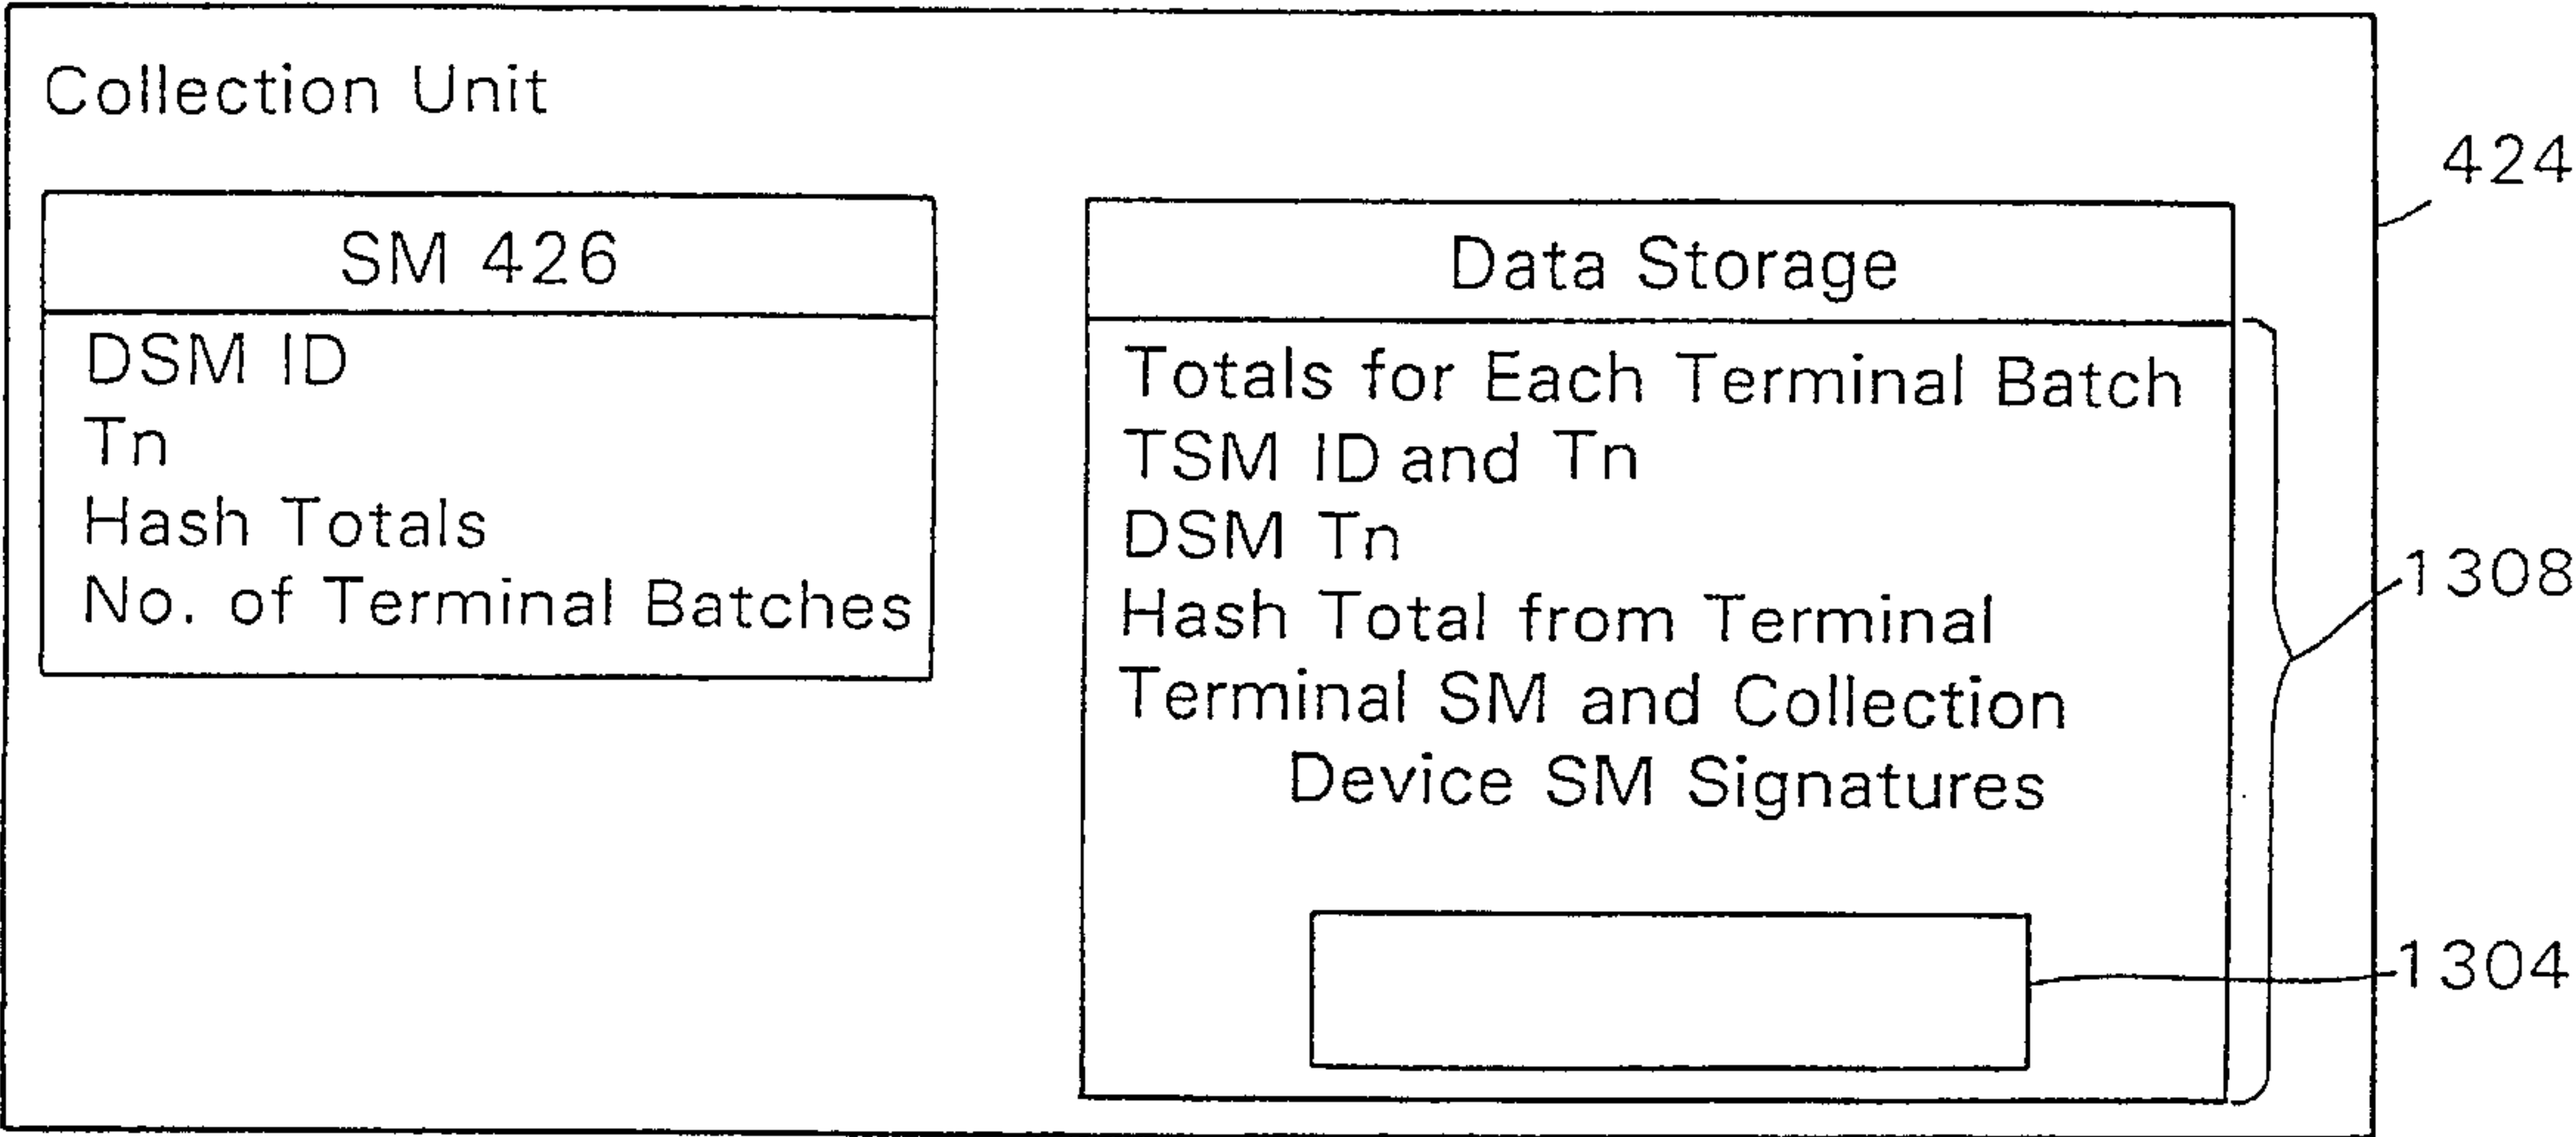 Collection Unit
424
SM 426
DSM ID
Tn
Hash Totals
No. of Terminal Batches
Data Storage
Totals for Each Terminal Batch
TSM ID and Tn
DSM Tn
Hash Total from Terminal
Terminal SM and Collection
Device SM Signatures
1308
1304